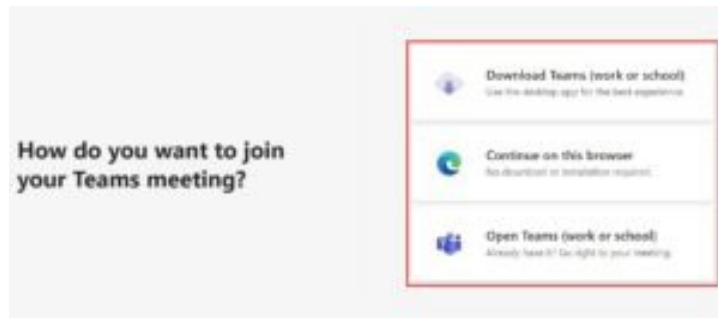 How do you want to join
your Teams meeting?
Download Teams (work or school)
Use the desktop app for the best experience.
Continue on this browser
No download or installation required.
Open Teams (work or school)
Already have it? Go right to your meeting.